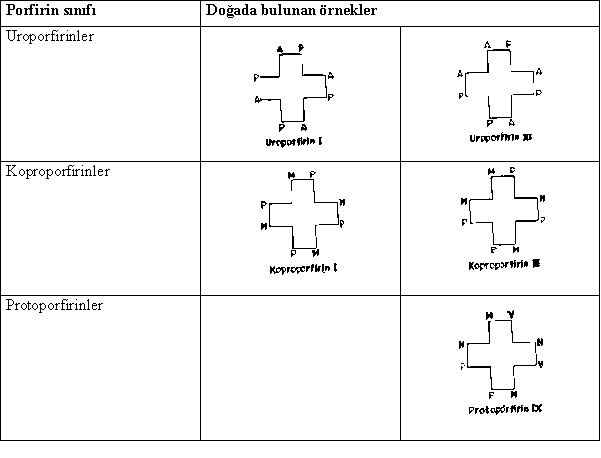 Porfirin sınıfı
Doğada bulunan örnekler
Uroporfirinler
A P
P A
A P
P A
Uroporfirin I
A P
A A
P P
P A
Uroporfirin III
Koproporfirinler
M P
P M
M P
P M
Koproporfirin I
M P
M M
P P
P M
Koproporfirin III
Protoporfirinler
M V
M M
P V
P M
Protoporfirin IX